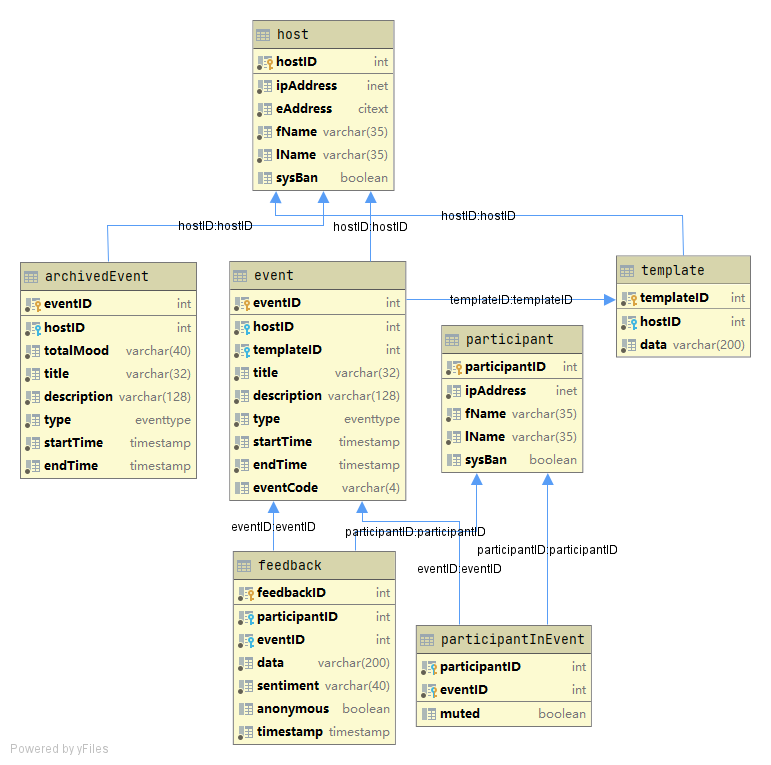 host
hostID int
ipAddress inet
eAddress citext
fName varchar(35)
lName varchar(35)
sysBan boolean
hostID:hostID
hostID:hostID
hostID:hostID
archivedEvent
eventID int
hostID int
totalMood varchar(40)
title varchar(32)
description varchar(128)
type eventtype
startTime timestamp
endTime timestamp
event
eventID int
hostID int
templateID int
title varchar(32)
description varchar(128)
type eventtype
startTime timestamp
endTime timestamp
eventCode varchar(4)
templateID:templateID
template
templateID int
hostID int
data varchar(200)
participant
participantID int
ipAddress inet
fName varchar(35)
lName varchar(35)
sysBan boolean
eventID:eventID
participantID:participantID
participantID:participantID
eventID:eventID
feedback
feedbackID int
participantID int
eventID int
data varchar(200)
sentiment varchar(40)
anonymous boolean
timestamp timestamp
participantInEvent
participantID int
eventID int
muted boolean
Powered by yFiles